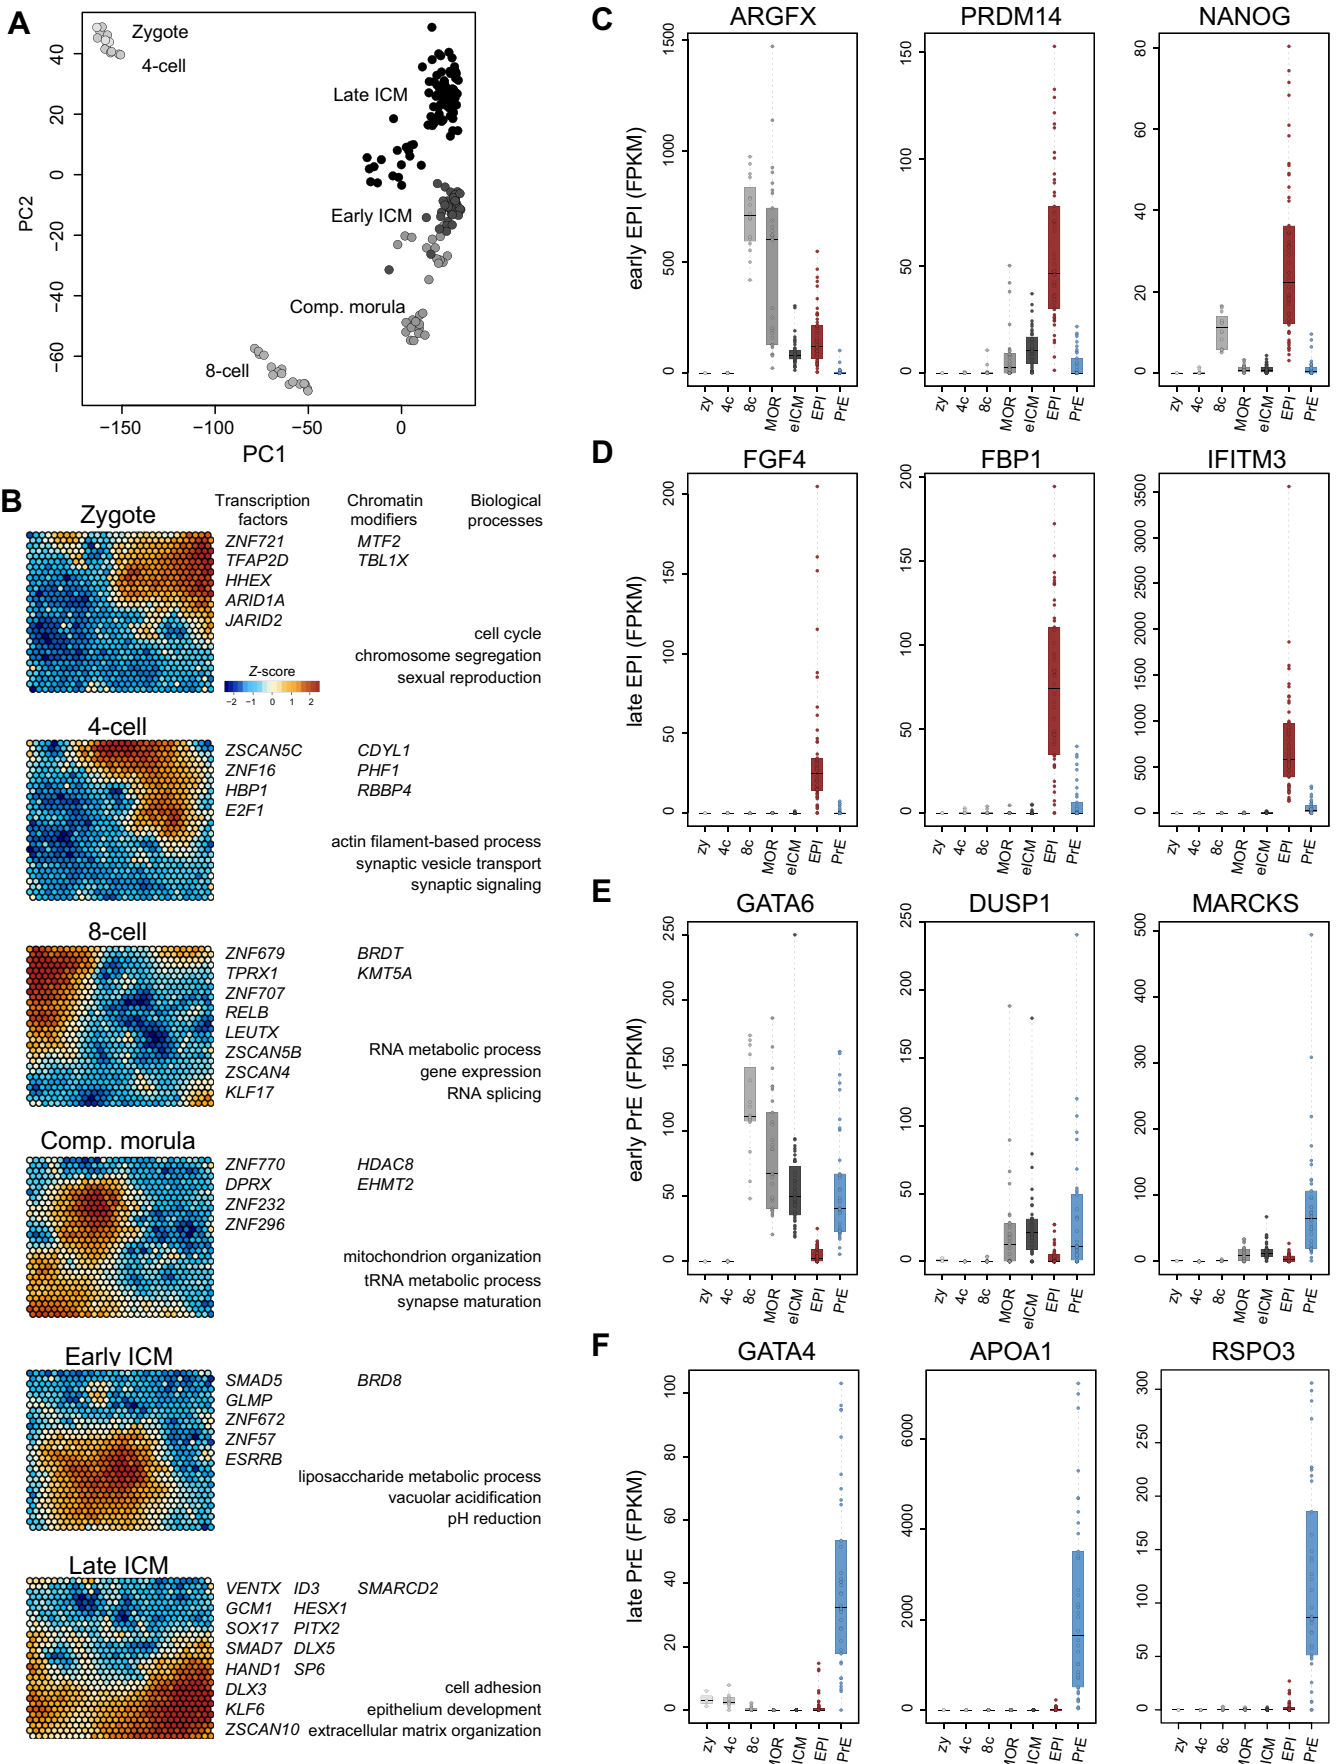 A
Zygote
4-cell
Late ICM
Early ICM
Comp. morula
8-cell
PC2
40
20
0
−20
−40
−60
−150
−100
−50
0
PC1
B
Transcription factors
Chromatin modifiers
Biological processes
Zygote
ZNF721 MTF2
TFAP2D TBL1X
HHEX
ARID1A
JARID2
cell cycle
chromosome segregation
sexual reproduction
Z-score
−2 −1 0 1 2
4-cell
ZSCAN5C CDYL1
ZNF16 PHF1
HBP1 RBBP4
E2F1
actin filament-based process
synaptic vesicle transport
synaptic signaling
8-cell
ZNF679 BRDT
TPRX1 KMT5A
ZNF707
RELB
LEUTX
ZSCAN5B RNA metabolic process
ZSCAN4 gene expression
KLF17 RNA splicing
Comp. morula
ZNF770 HDAC8
DPRX EHMT2
ZNF232
ZNF296
mitochondrion organization
tRNA metabolic process
synapse maturation
Early ICM
SMAD5 BRD8
GLMP
ZNF672
ZNF57
ESRRB
liposaccharide metabolic process
vacuolar acidification
pH reduction
Late ICM
VENTX ID3 SMARCD2
GCM1 HESX1
SOX17 PITX2
SMAD7 DLX5
HAND1 SP6
DLX3 cell adhesion
KLF6 epithelium development
ZSCAN10 extracellular matrix organization
C
early EPI (FPKM)
ARGFX
1500
1000
500
0
zy 4c 8c MOR eICM EPI PrE
PRDM14
150
100
50
0
zy 4c 8c MOR eICM EPI PrE
NANOG
80
60
40
20
0
zy 4c 8c MOR eICM EPI PrE
D
late EPI (FPKM)
FGF4
200
150
100
50
0
zy 4c 8c MOR eICM EPI PrE
FBP1
200
150
100
50
0
zy 4c 8c MOR eICM EPI PrE
IFITM3
3500
3000
2500
2000
1500
1000
500
0
zy 4c 8c MOR eICM EPI PrE
E
early PrE (FPKM)
GATA6
250
200
150
100
50
0
zy 4c 8c MOR eICM EPI PrE
DUSP1
250
200
150
100
50
0
zy 4c 8c MOR eICM EPI PrE
MARCKS
500
400
300
200
100
0
zy 4c 8c MOR eICM EPI PrE
F
late PrE (FPKM)
GATA4
100
80
60
40
20
0
zy 4c 8c MOR eICM EPI PrE
APOA1
6000
4000
2000
0
zy 4c 8c MOR eICM EPI PrE
RSPO3
300
250
200
150
100
50
0
zy 4c 8c MOR eICM EPI PrE